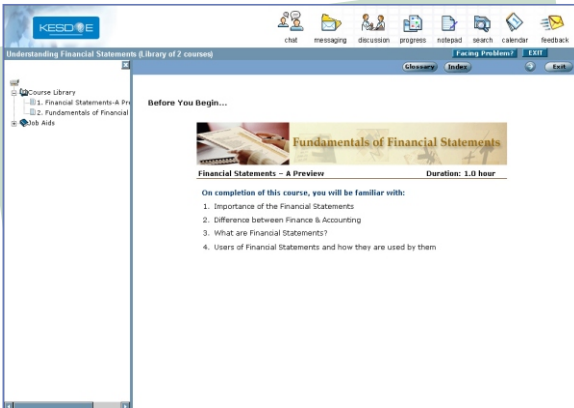 KESDEE
chat messaging discussion progress notepad search calendar feedback
Understanding Financial Statements (Library of 2 courses) Facing Problem? EXIT
Glossary Index Exit
Course Library
1. Financial Statements-A Pre
2. Fundamentals of Financial
Job Aids
Before You Begin...
Fundamentals of Financial Statements
Financial Statements – A Preview Duration: 1.0 hour
On completion of this course, you will be familiar with:
1. Importance of the Financial Statements
2. Difference between Finance & Accounting
3. What are Financial Statements?
4. Users of Financial Statements and how they are used by them